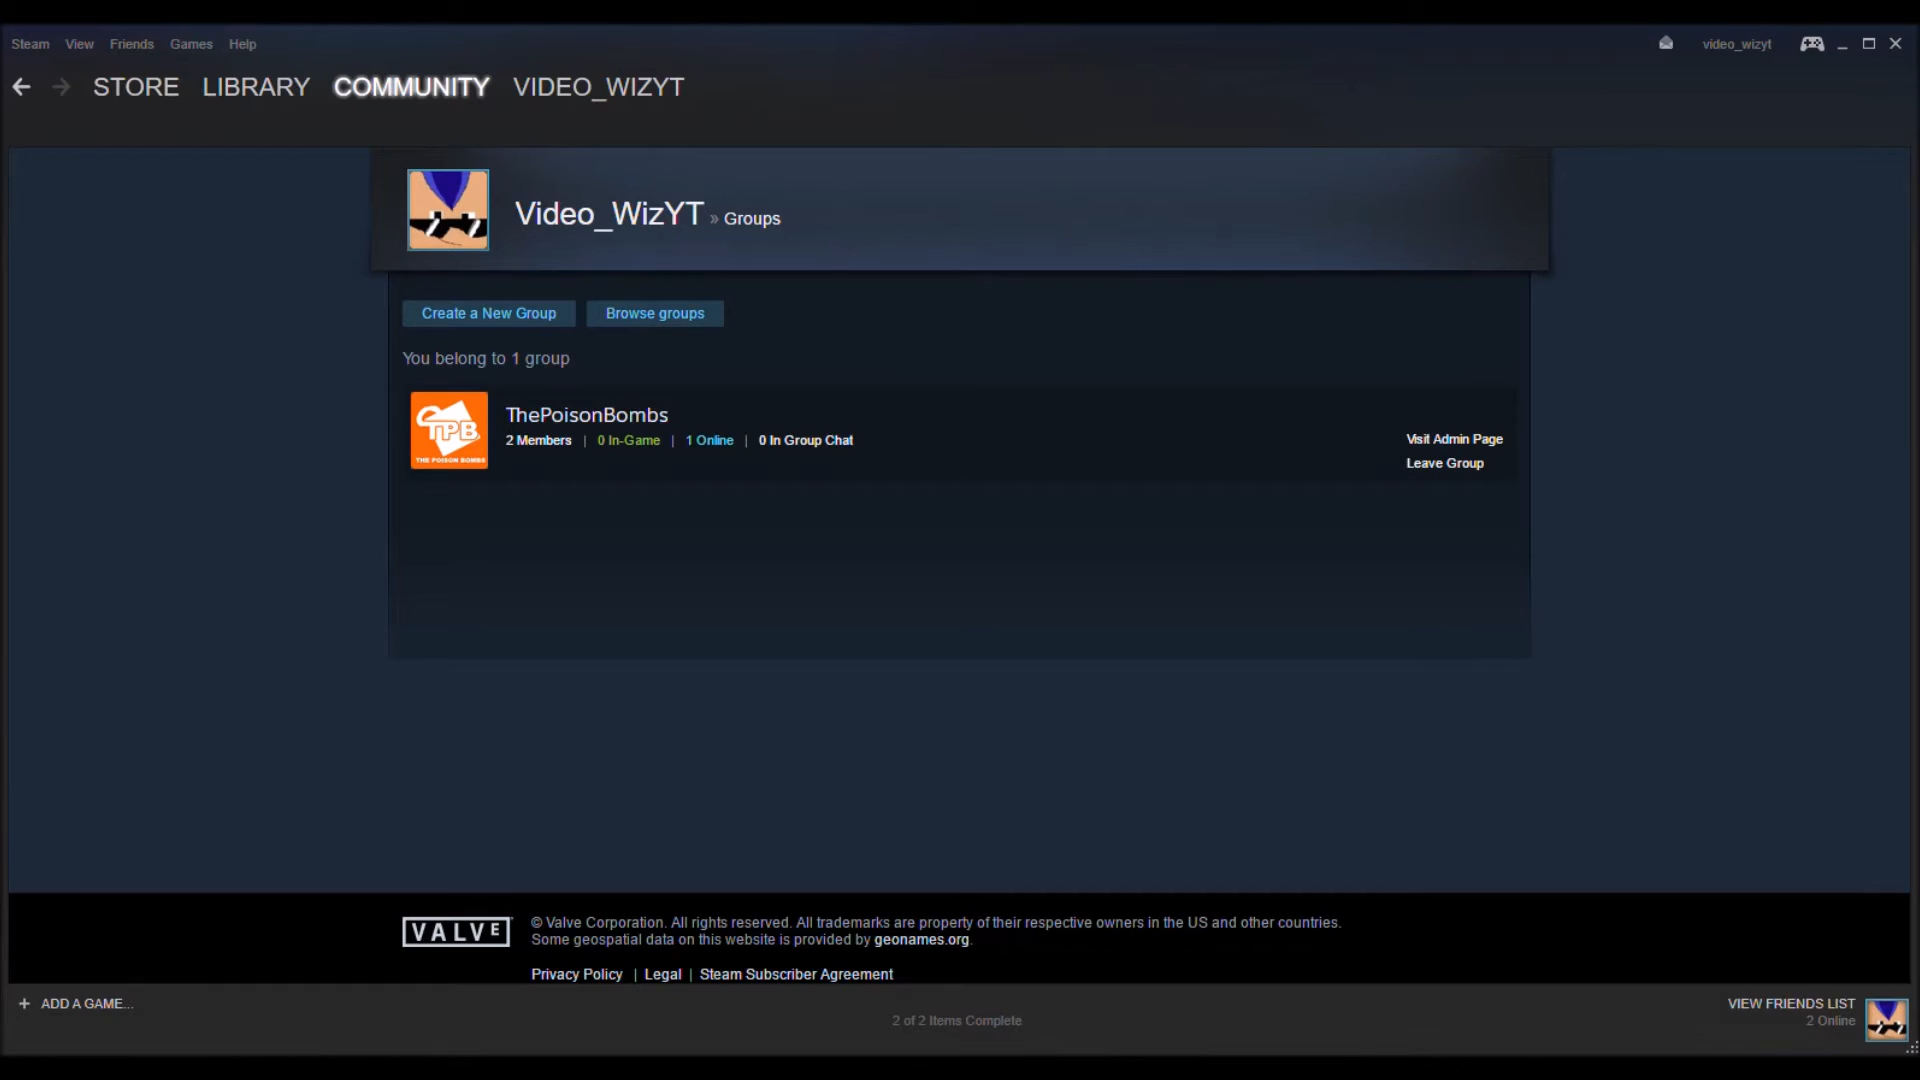 Steam View Friends Games Help
video_wizyt
STORE LIBRARY COMMUNITY VIDEO_WIZYT
Video_WizYT » Groups
Create a New Group Browse groups
You belong to 1 group
TPB
THE POISON BOMBS
ThePoisonBombs
2 Members | 0 In-Game | 1 Online | 0 In Group Chat
Visit Admin Page
Leave Group
VALVE
© Valve Corporation. All rights reserved. All trademarks are property of their respective owners in the US and other countries.
Some geospatial data on this website is provided by geonames.org.
Privacy Policy | Legal | Steam Subscriber Agreement
+ ADD A GAME...
2 of 2 Items Complete
VIEW FRIENDS LIST
2 Online